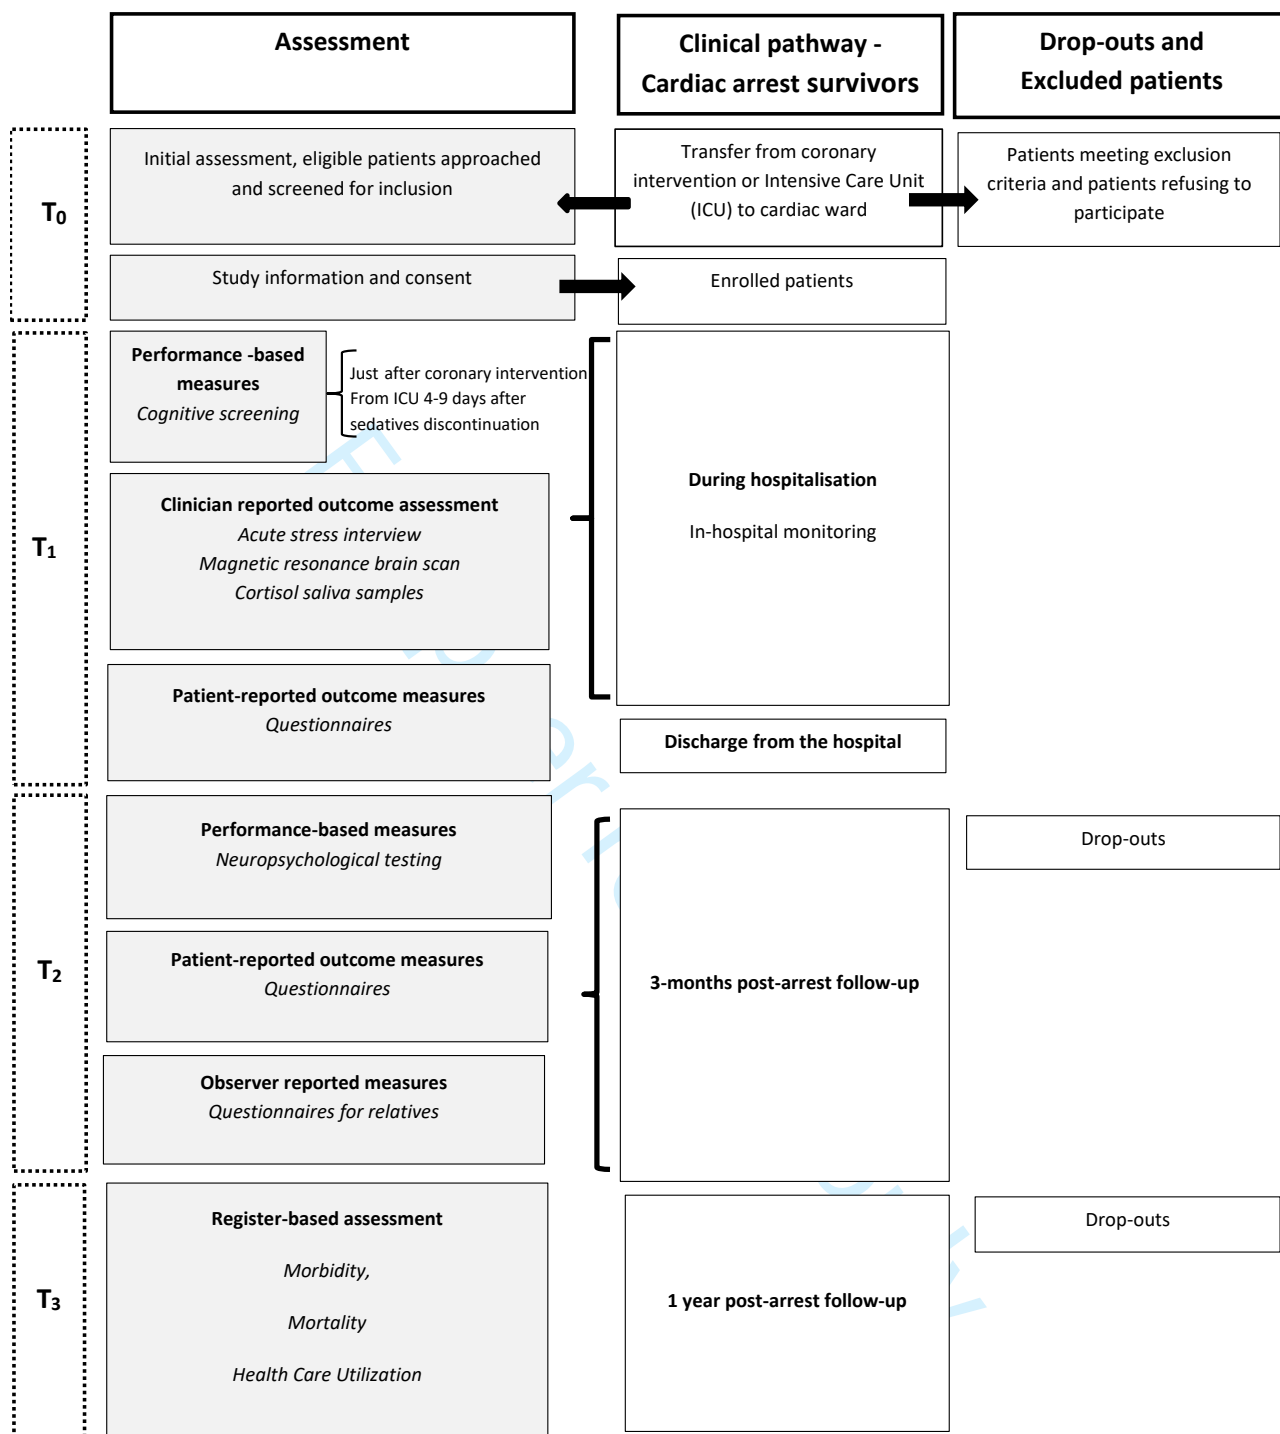 Assessment
Clinical pathway -
Cardiac arrest survivors
Drop-outs and
Excluded patients
T0
Initial assessment, eligible patients approached
and screened for inclusion
Transfer from coronary
intervention or Intensive Care Unit
(ICU) to cardiac ward
Patients meeting exclusion
criteria and patients refusing to
participate
Study information and consent
Enrolled patients
T1
Performance -based
measures
Cognitive screening
Just after coronary intervention
From ICU 4-9 days after
sedatives discontinuation
Clinician reported outcome assessment
Acute stress interview
Magnetic resonance brain scan
Cortisol saliva samples
Patient-reported outcome measures
Questionnaires
During hospitalisation
In-hospital monitoring
Discharge from the hospital
T2
Performance-based measures
Neuropsychological testing
Patient-reported outcome measures
Questionnaires
Observer reported measures
Questionnaires for relatives
3-months post-arrest follow-up
Drop-outs
T3
Register-based assessment
Morbidity,
Mortality
Health Care Utilization
1 year post-arrest follow-up
Drop-outs